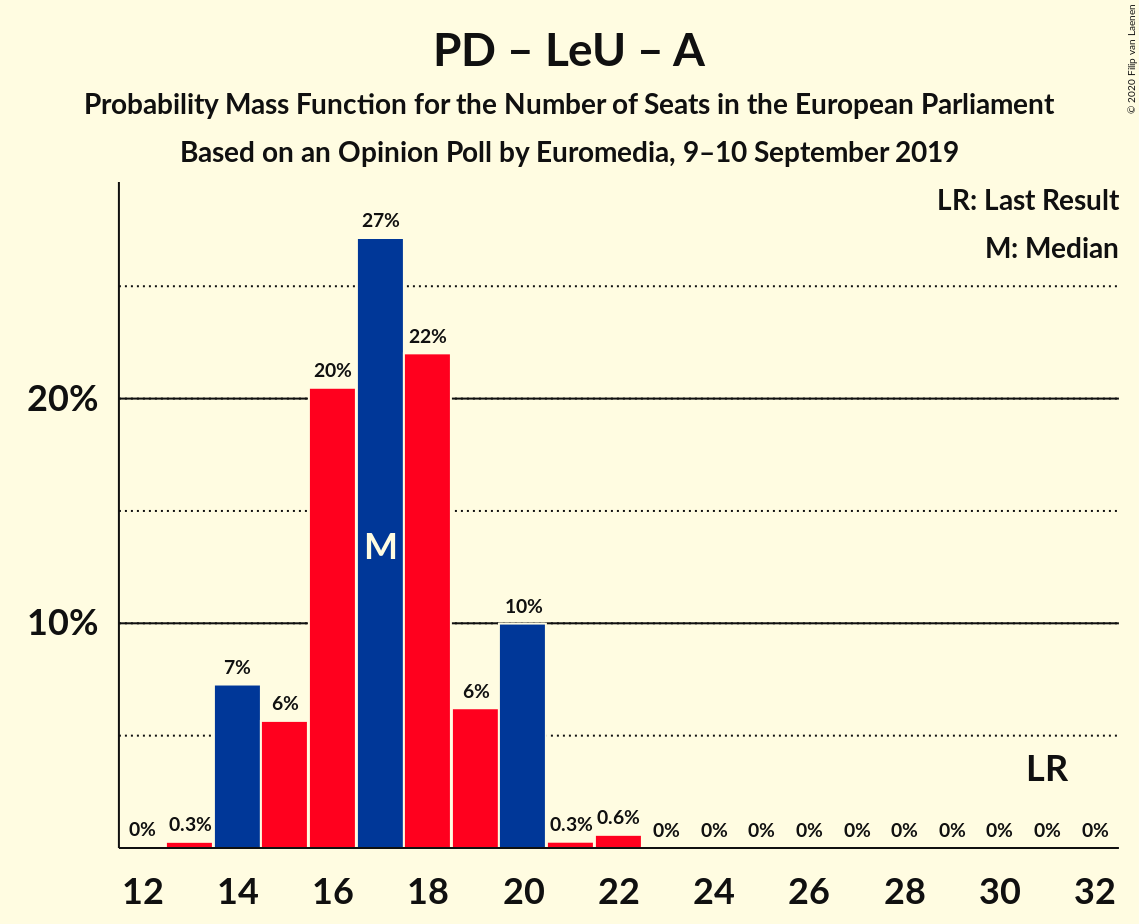 PD – LeU – A
Probability Mass Function for the Number of Seats in the European Parliament
Based on an Opinion Poll by Euromedia, 9–10 September 2019
© 2020 Filip van Laenen
LR: Last Result
M: Median
20%
10%
0%
0.3%
7%
6%
20%
27%
22%
6%
10%
0.3%
0.6%
0%
0%
0%
0%
0%
0%
0%
0%
0%
0%
M
LR
12 14 16 18 20 22 24 26 28 30 32